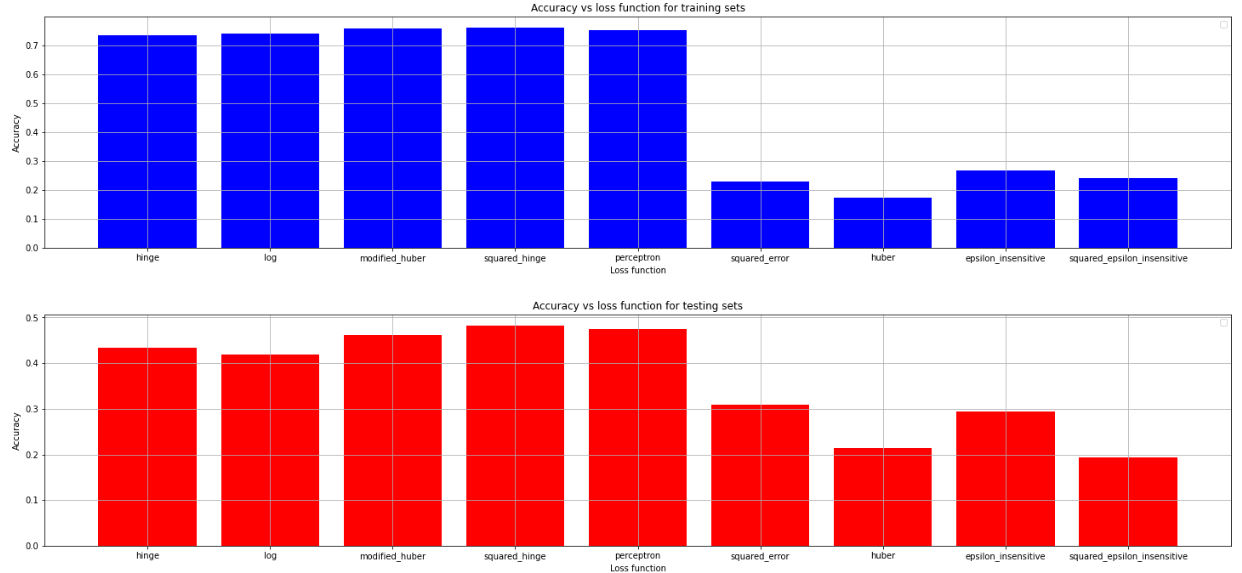 Accuracy vs loss function for training sets
Accuracy
0.7
0.6
0.5
0.4
0.3
0.2
0.1
0.0
hinge log modified_huber squared_hinge perceptron squared_error huber epsilon_insensitive squared_epsilon_insensitive
Loss function
Accuracy vs loss function for testing sets
Accuracy
0.5
0.4
0.3
0.2
0.1
0.0
hinge log modified_huber squared_hinge perceptron squared_error huber epsilon_insensitive squared_epsilon_insensitive
Loss function